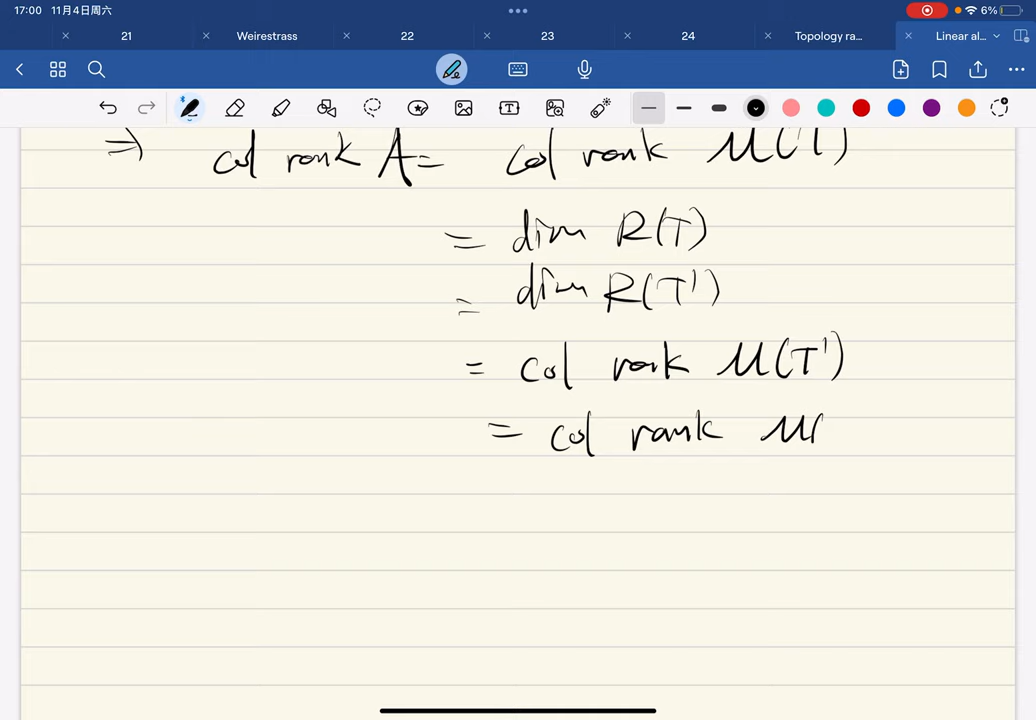 17:00 11月4日周六
6%
21
Weirestrass
22
23
24
Topology ra...
Linear al...
⇒ col rank A = col rank M(T)
= dim R(T)
= dim R(T')
= col rank M(T')
= col rank M(